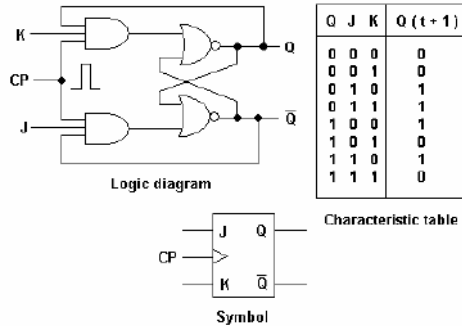 K
CP
J
Q
Q̅
Logic diagram
Q J K Q ( t + 1 )
0 0 0 0
0 0 1 0
0 1 0 1
0 1 1 1
1 0 0 1
1 0 1 0
1 1 0 1
1 1 1 0
Characteristic table
J Q
CP
K Q̅
Symbol